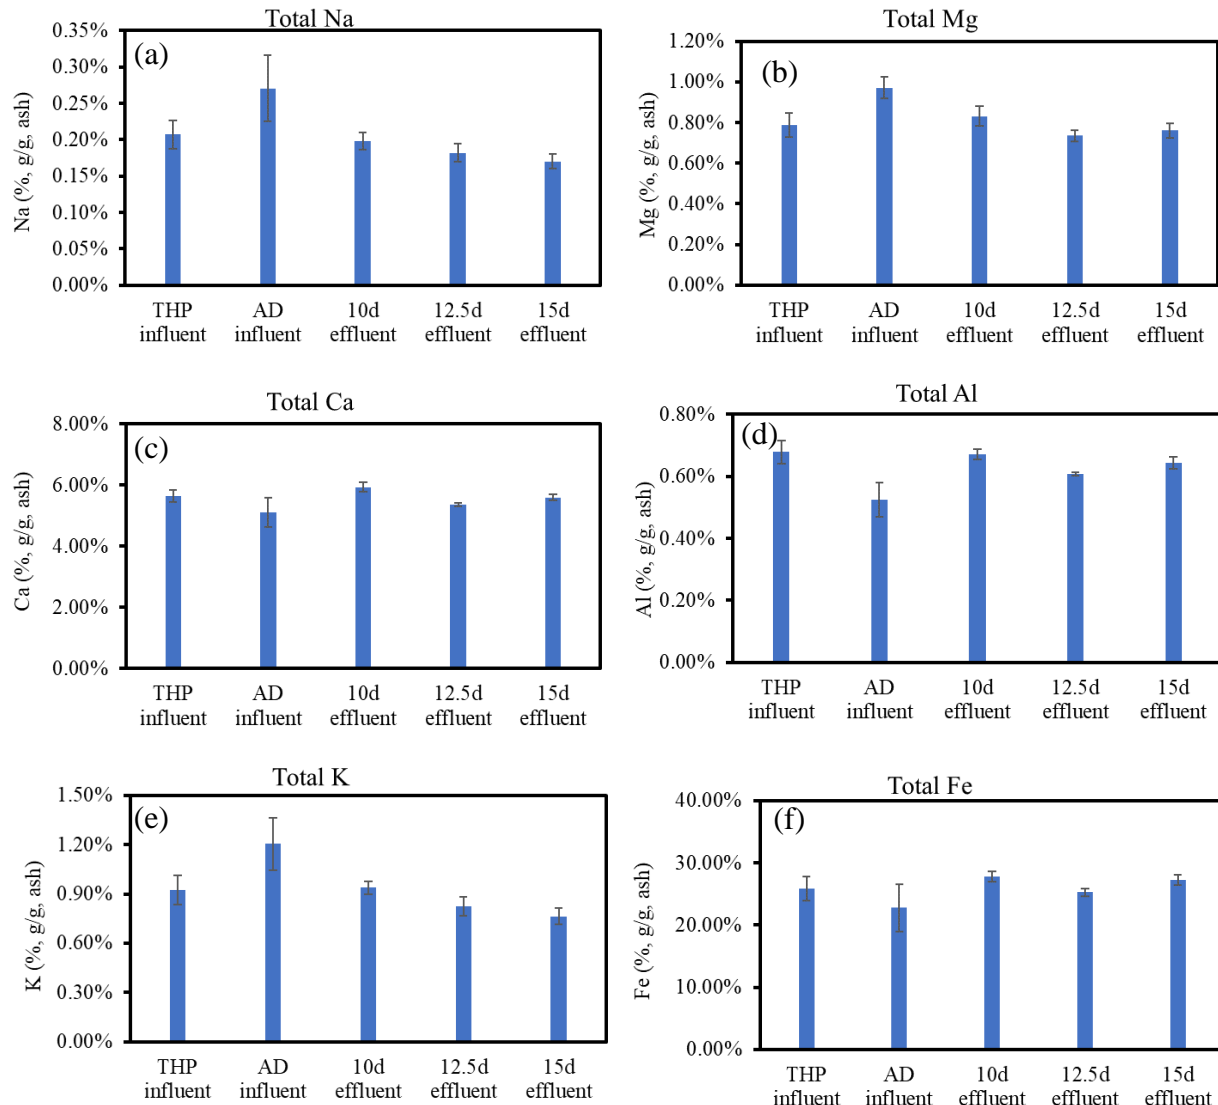 Total Na
(a)
Na (%, g/g, ash)
0.35%
0.30%
0.25%
0.20%
0.15%
0.10%
0.05%
0.00%
THP
influent
AD
influent
10d
effluent
12.5d
effluent
15d
effluent
Total Mg
(b)
Mg (%, g/g, ash)
1.20%
1.00%
0.80%
0.60%
0.40%
0.20%
0.00%
THP
influent
AD
influent
10d
effluent
12.5d
effluent
15d
effluent
Total Ca
(c)
Ca (%, g/g, ash)
8.00%
6.00%
4.00%
2.00%
0.00%
THP
influent
AD
influent
10d
effluent
12.5d
effluent
15d
effluent
Total Al
(d)
Al (%, g/g, ash)
0.80%
0.60%
0.40%
0.20%
0.00%
THP
influent
AD
influent
10d
effluent
12.5d
effluent
15d
effluent
Total K
(e)
K (%, g/g, ash)
1.50%
1.20%
0.90%
0.60%
0.30%
0.00%
THP
influent
AD
influent
10d
effluent
12.5d
effluent
15d
effluent
Total Fe
(f)
Fe (%, g/g, ash)
40.00%
30.00%
20.00%
10.00%
0.00%
THP
influent
AD
influent
10d
effluent
12.5d
effluent
15d
effluent